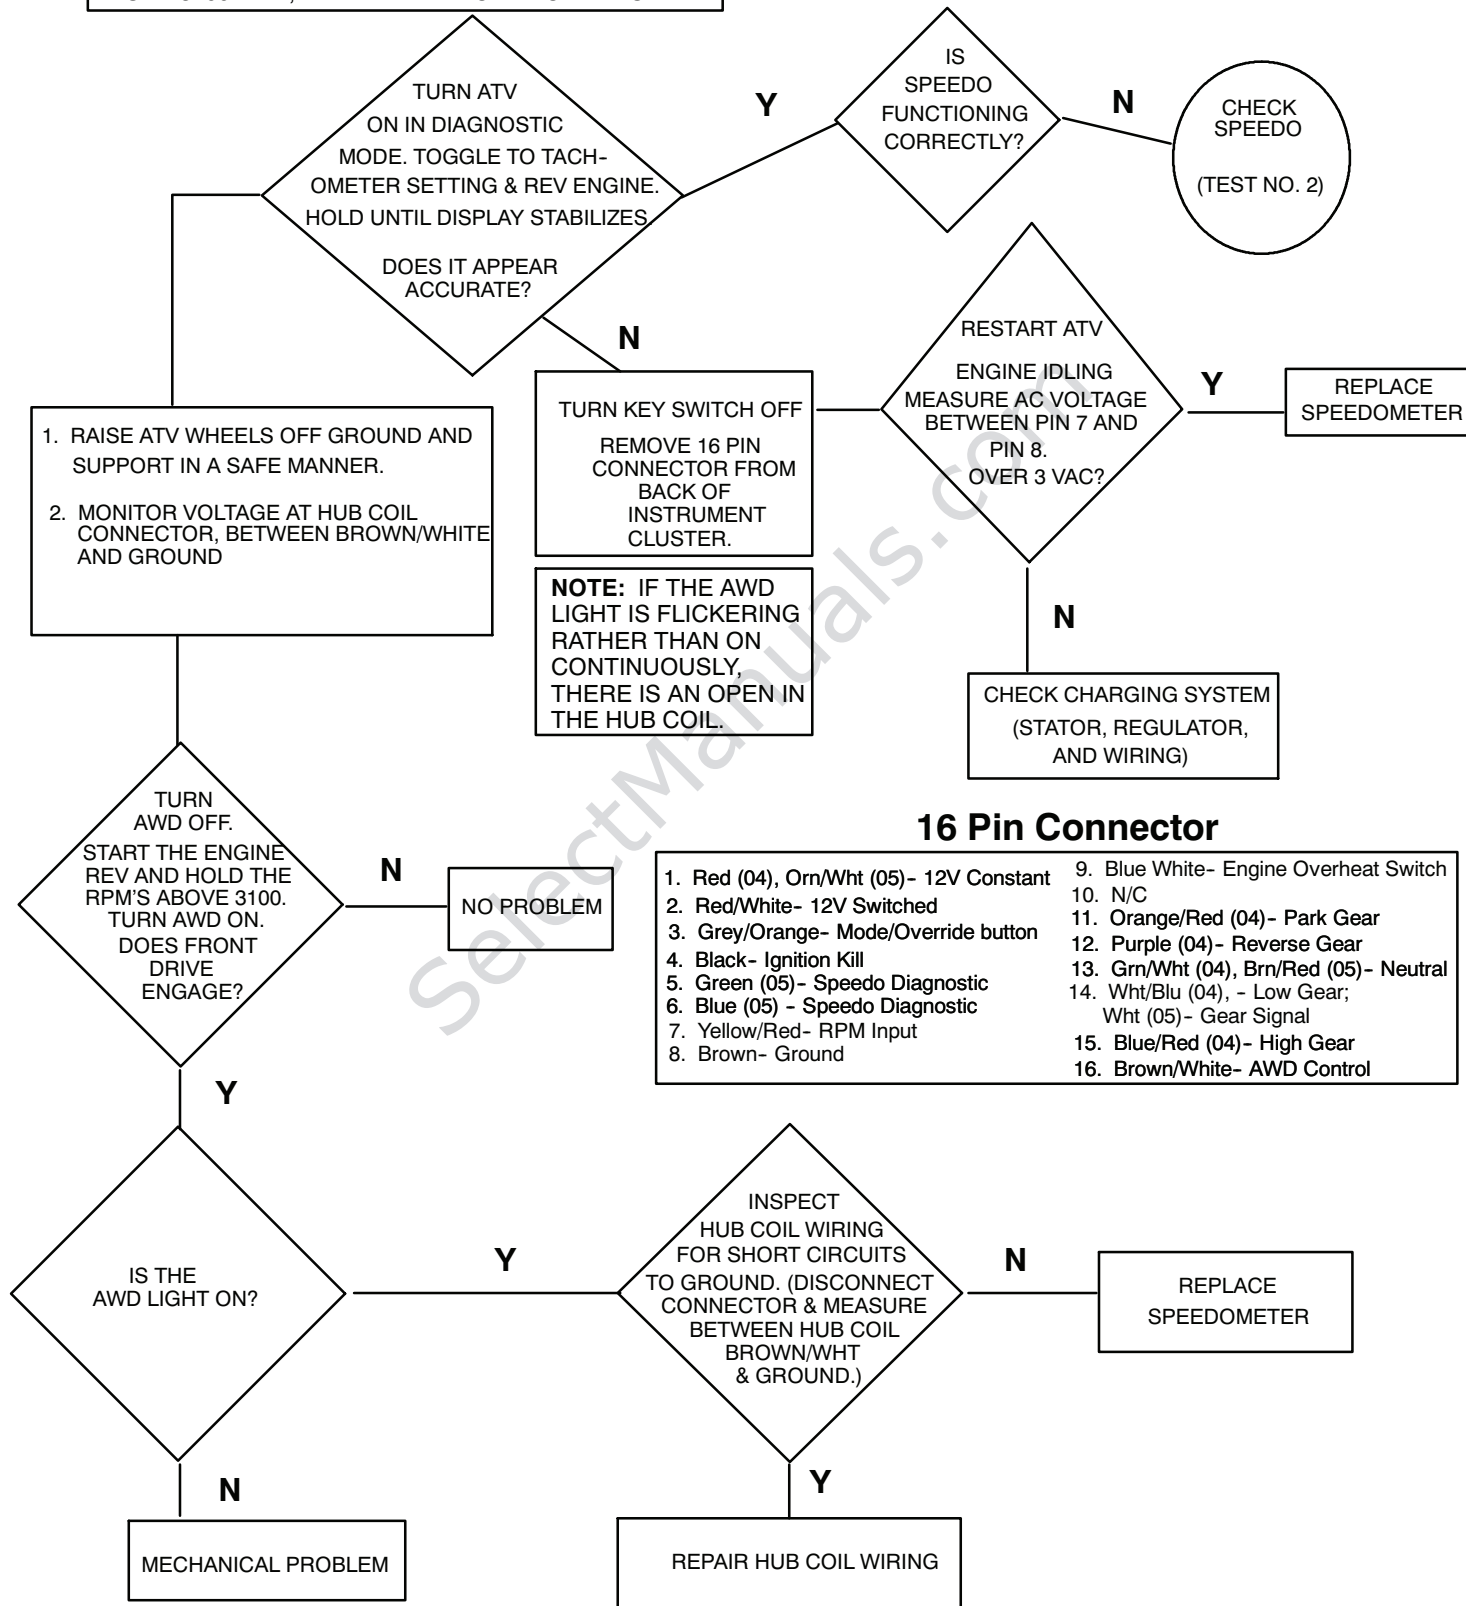 TURN ATV
ON IN DIAGNOSTIC
MODE. TOGGLE TO TACH-
OMETER SETTING & REV ENGINE.
HOLD UNTIL DISPLAY STABILIZES.
DOES IT APPEAR
ACCURATE?
Y
IS
SPEEDO
FUNCTIONING
CORRECTLY?
N
CHECK
SPEEDO
(TEST NO. 2)
N
TURN KEY SWITCH OFF
REMOVE 16 PIN
CONNECTOR FROM
BACK OF
INSTRUMENT
CLUSTER.
RESTART ATV
ENGINE IDLING
MEASURE AC VOLTAGE
BETWEEN PIN 7 AND
PIN 8.
OVER 3 VAC?
Y
REPLACE
SPEEDOMETER
N
CHECK CHARGING SYSTEM
(STATOR, REGULATOR,
AND WIRING)
1. RAISE ATV WHEELS OFF GROUND AND
SUPPORT IN A SAFE MANNER.
2. MONITOR VOLTAGE AT HUB COIL
CONNECTOR, BETWEEN BROWN/WHITE
AND GROUND
NOTE: IF THE AWD
LIGHT IS FLICKERING
RATHER THAN ON
CONTINUOUSLY,
THERE IS AN OPEN IN
THE HUB COIL.
TURN
AWD OFF.
START THE ENGINE
REV AND HOLD THE
RPM'S ABOVE 3100.
TURN AWD ON.
DOES FRONT
DRIVE
ENGAGE?
N
NO PROBLEM
16 Pin Connector
1. Red (04), Orn/Wht (05)- 12V Constant
2. Red/White- 12V Switched
3. Grey/Orange- Mode/Override button
4. Black- Ignition Kill
5. Green (05)- Speedo Diagnostic
6. Blue (05) - Speedo Diagnostic
7. Yellow/Red- RPM Input
8. Brown- Ground
9. Blue White- Engine Overheat Switch
10. N/C
11. Orange/Red (04)- Park Gear
12. Purple (04)- Reverse Gear
13. Grn/Wht (04), Brn/Red (05)- Neutral
14. Wht/Blu (04), - Low Gear;
Wht (05)- Gear Signal
15. Blue/Red (04)- High Gear
16. Brown/White- AWD Control
Y
IS THE
AWD LIGHT ON?
Y
INSPECT
HUB COIL WIRING
FOR SHORT CIRCUITS
TO GROUND. (DISCONNECT
CONNECTOR & MEASURE
BETWEEN HUB COIL
BROWN/WHT
& GROUND.)
N
REPLACE
SPEEDOMETER
N
MECHANICAL PROBLEM
Y
REPAIR HUB COIL WIRING
SelectManuals.com